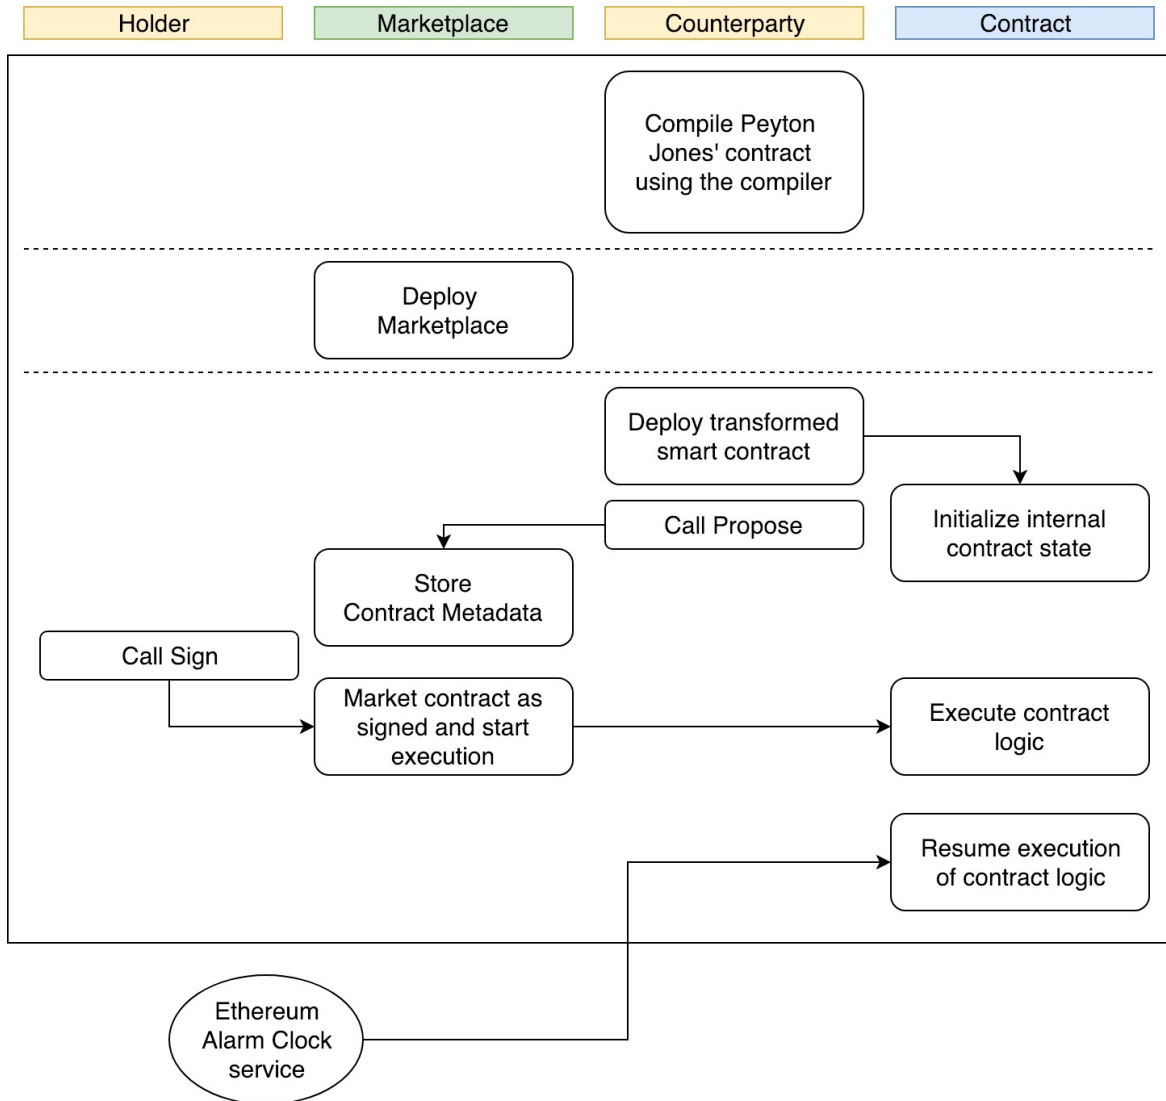 Holder
Marketplace
Counterparty
Contract
Compile Peyton
Jones' contract
using the compiler
Deploy
Marketplace
Deploy transformed
smart contract
Initialize internal
contract state
Call Propose
Store
Contract Metadata
Call Sign
Market contract as
signed and start
execution
Execute contract
logic
Resume execution
of contract logic
Ethereum
Alarm Clock
service